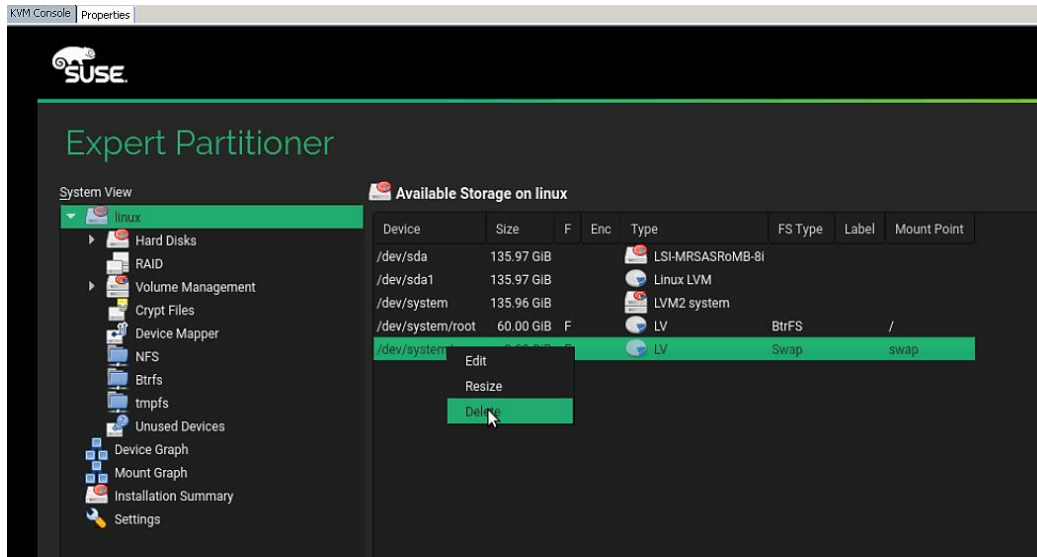 KVM Console Properties
SUSE.
Expert Partitioner
System View
linux
Hard Disks
RAID
Volume Management
Crypt Files
Device Mapper
NFS
Btrfs
tmpfs
Unused Devices
Device Graph
Mount Graph
Installation Summary
Settings
Available Storage on linux
Device Size F Enc Type FS Type Label Mount Point
/dev/sda 135.97 GiB LSI-MRSASRoMB-8i
/dev/sda1 135.97 GiB Linux LVM
/dev/system 135.96 GiB LVM2 system
/dev/system/root 60.00 GiB F LV BtrFS /
LV Swap swap
Edit
Resize
Delete